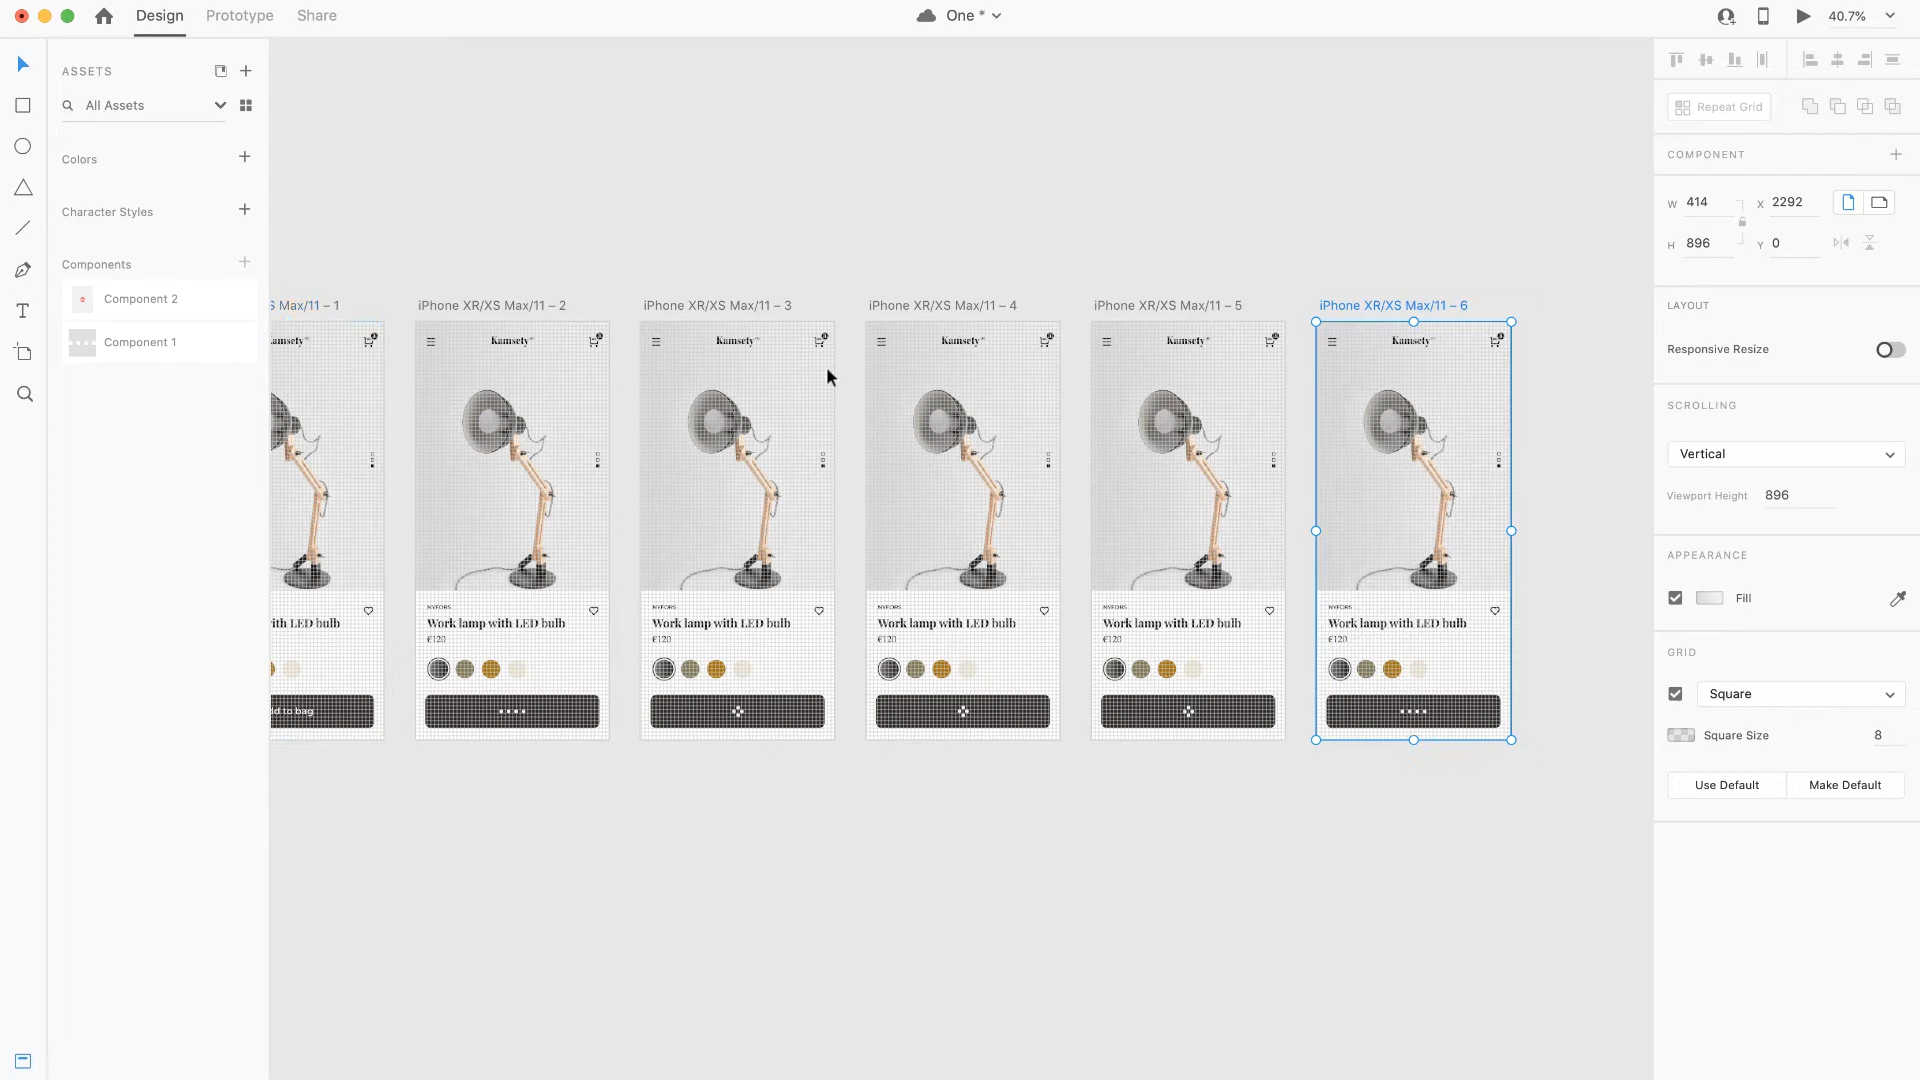 Design Prototype Share
One *
40.7%
ASSETS
All Assets
Colors
Character Styles
Components
Component 2
Component 1
S Max/11 – 1
iPhone XR/XS Max/11 – 2
iPhone XR/XS Max/11 – 3
iPhone XR/XS Max/11 – 4
iPhone XR/XS Max/11 – 5
iPhone XR/XS Max/11 – 6
amsety
Kamsety
Kamsety
Kamsety
Kamsety
Kamsety
NYFORS
NYFORS
NYFORS
NYFORS
NYFORS
ith LED bulb
Work lamp with LED bulb
Work lamp with LED bulb
Work lamp with LED bulb
Work lamp with LED bulb
Work lamp with LED bulb
€120
€120
€120
€120
€120
d to bag
Repeat Grid
COMPONENT
W 414 X 2292
H 896 Y 0
LAYOUT
Responsive Resize
SCROLLING
Vertical
Viewport Height 896
APPEARANCE
Fill
GRID
Square
Square Size 8
Use Default Make Default